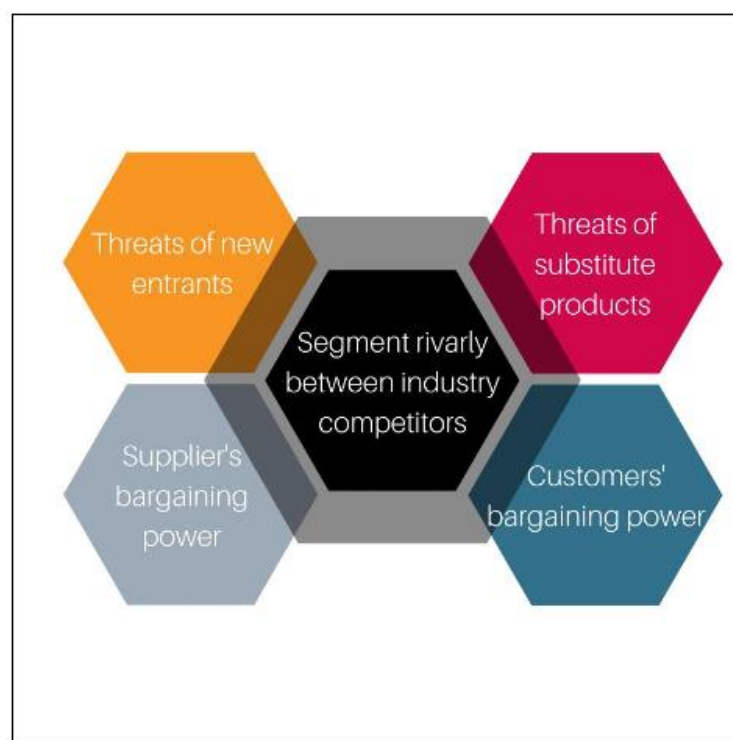 Threats of new
entrants
Threats of
substitute
products
Segment rivarly
between industry
competitors
Supplier's
bargaining
power
Customers'
bargaining power